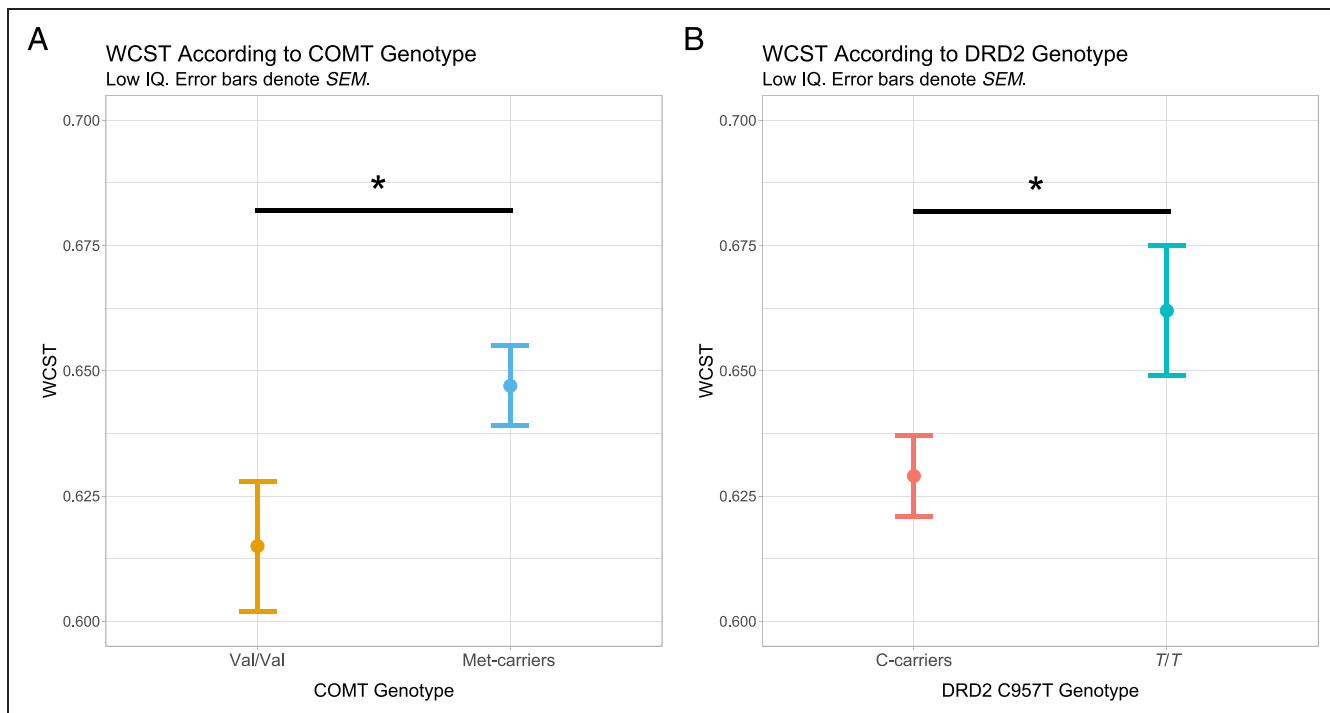 A
WCST According to COMT Genotype
Low IQ. Error bars denote SEM.
0.700
0.675
0.650
0.625
0.600
WCST
*
Val/Val
Met-carriers
COMT Genotype
B
WCST According to DRD2 Genotype
Low IQ. Error bars denote SEM.
0.700
0.675
0.650
0.625
0.600
WCST
*
C-carriers
T/T
DRD2 C957T Genotype